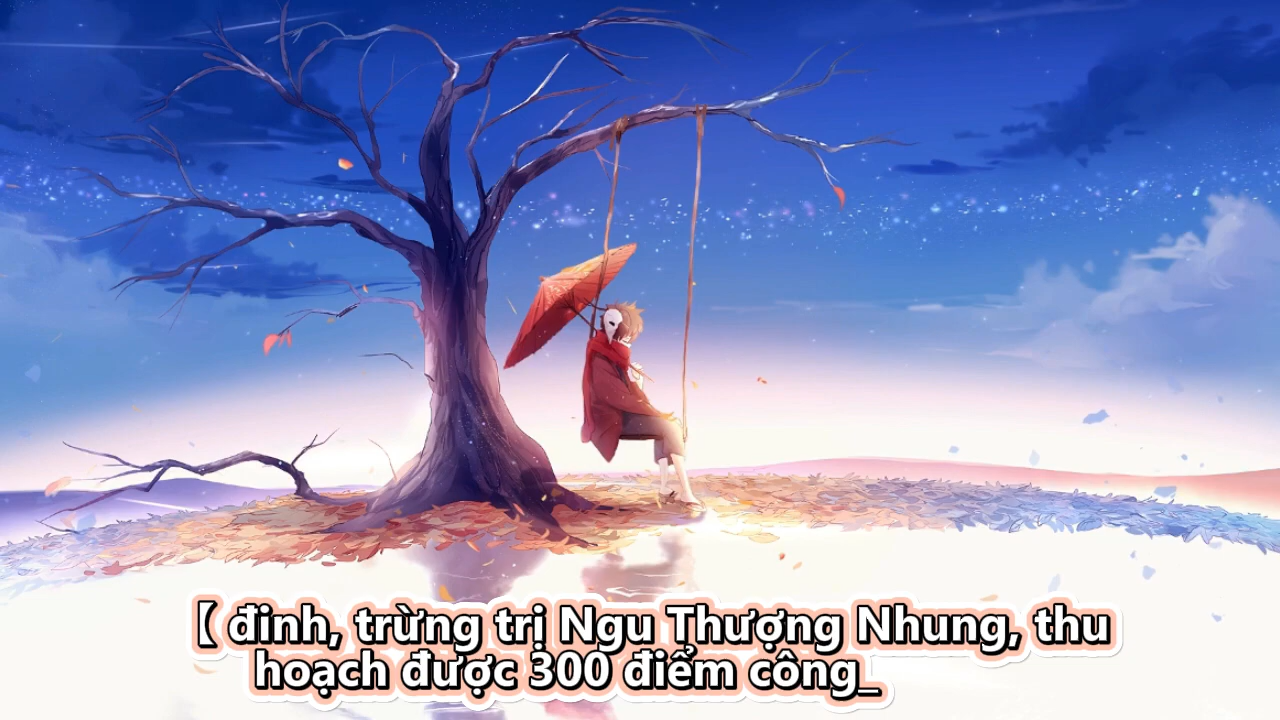 【 đinh, trừng trị Ngu Thượng Nhung, thu
hoạch được 300 điểm công_